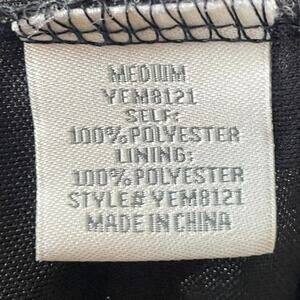 MEDIUM
YEM8121
SELF:
100%POLYESTER
LINING:
100%POLYESTER
STYLE# YEM8121
MADE IN CHINA